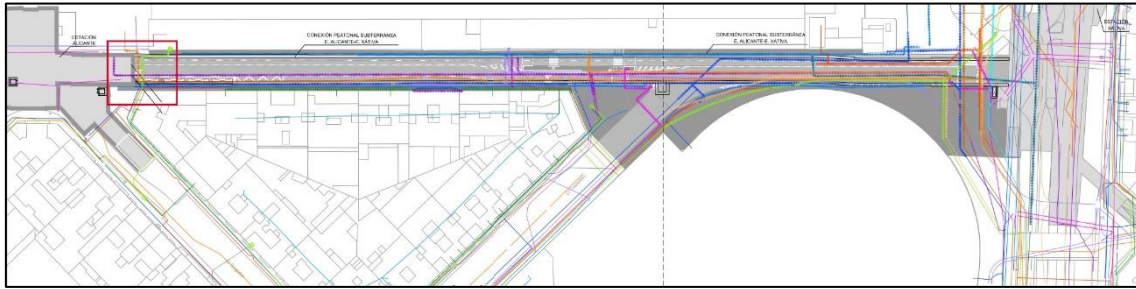 ESTACIÓN
ALICANTE
CONEXIÓN PEATONAL SUBTERRÁNEA
E. ALICANTE-E. XÀTIVA
CONEXIÓN PEATONAL SUBTERRÁNEA
E. ALICANTE-E. XÀTIVA
ESTACIÓN
XÀTIVA